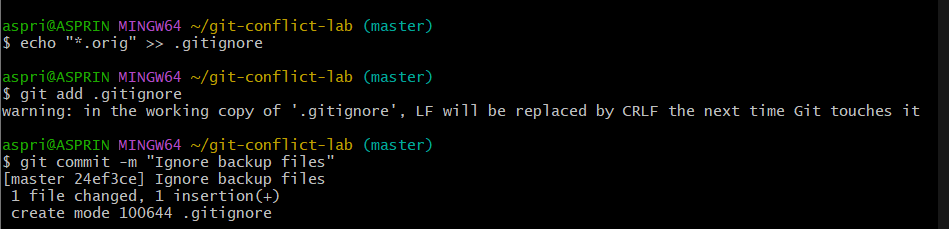 aspri@ASPRIN MINGW64 ~/git-conflict-lab (master)
$ echo "*.orig" >> .gitignore
aspri@ASPRIN MINGW64 ~/git-conflict-lab (master)
$ git add .gitignore
warning: in the working copy of '.gitignore', LF will be replaced by CRLF the next time Git touches it
aspri@ASPRIN MINGW64 ~/git-conflict-lab (master)
$ git commit -m "Ignore backup files"
[master 24ef3ce] Ignore backup files
 1 file changed, 1 insertion(+)
 create mode 100644 .gitignore